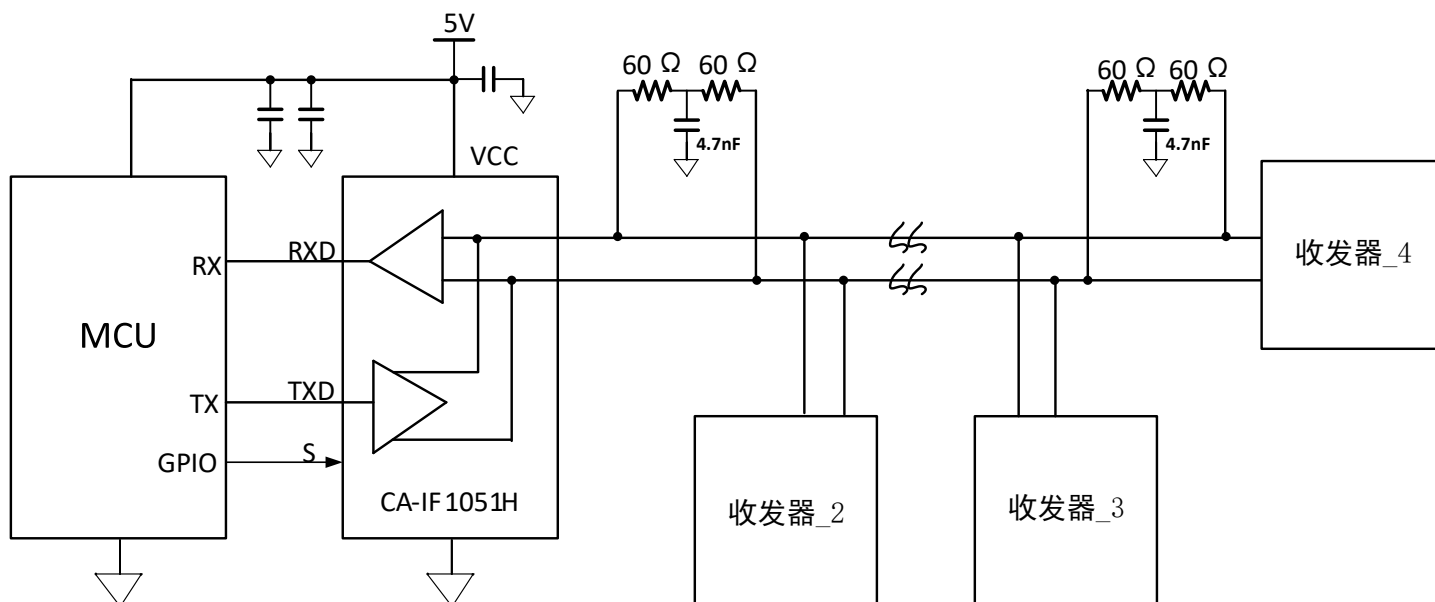 5V
60 Ω 60 Ω
60 Ω 60 Ω
4.7nF
4.7nF
VCC
RX
RXD
MCU
TX
TXD
GPIO
S
CA-IF1051H
收发器_2
收发器_3
收发器_4